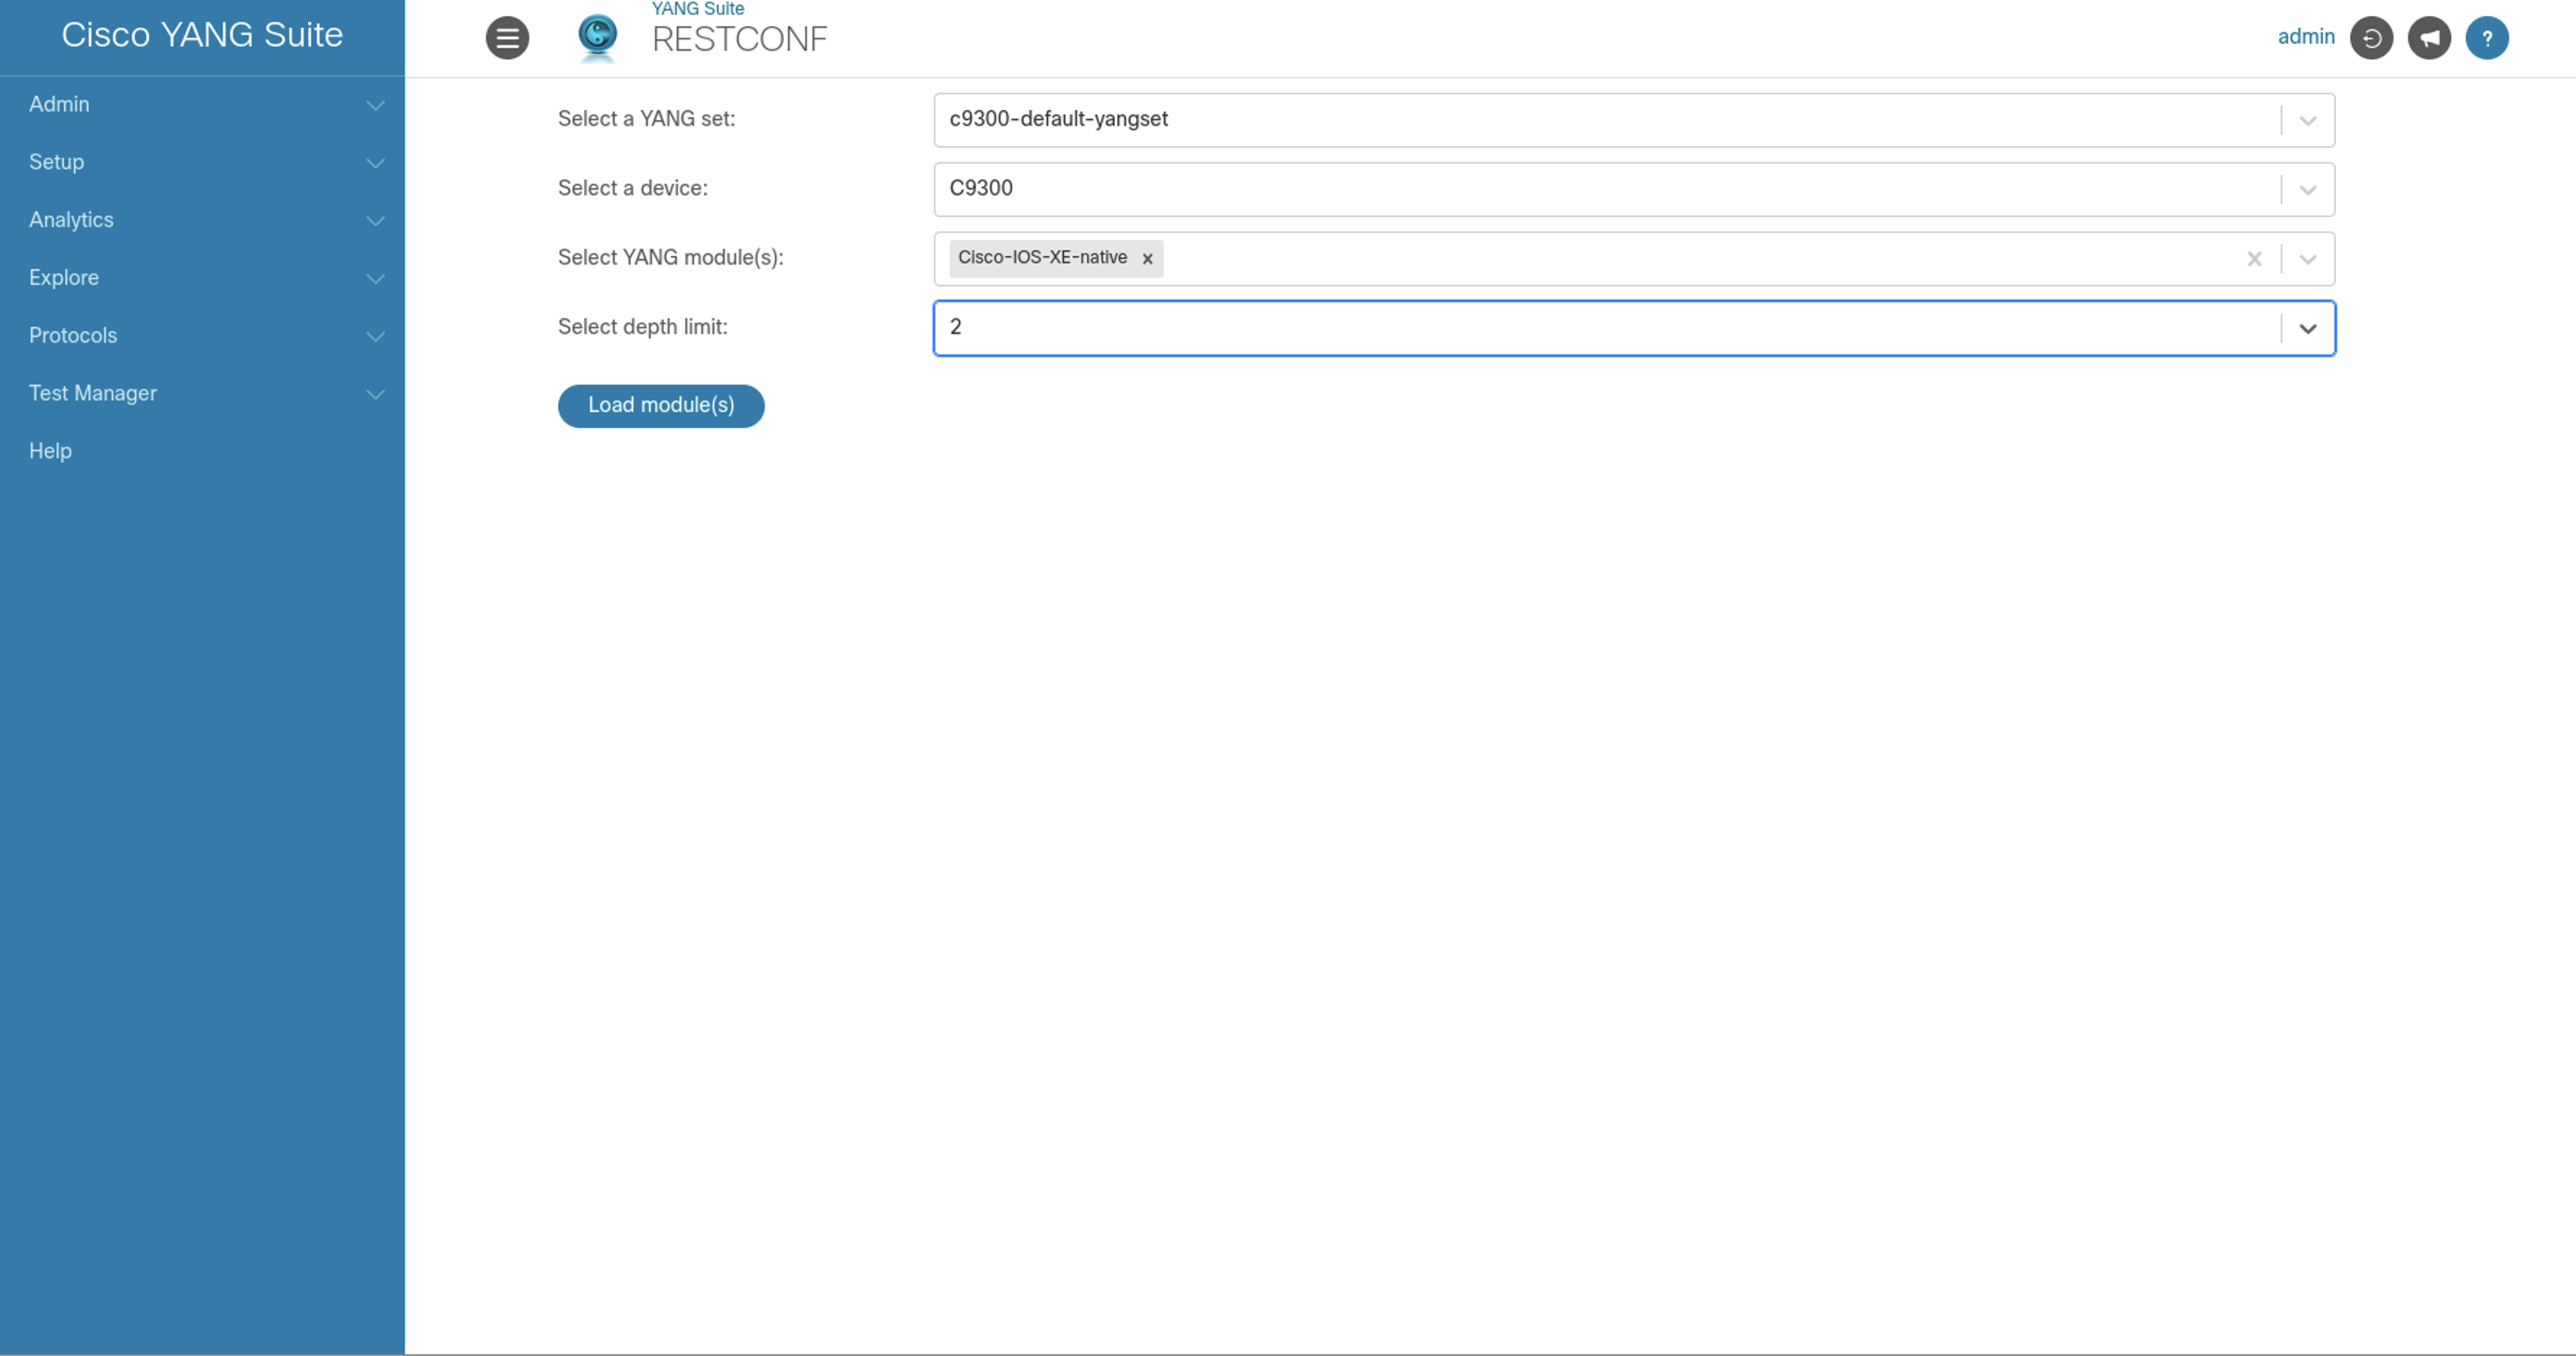 Cisco YANG Suite
Admin
Setup
Analytics
Explore
Protocols
Test Manager
Help
YANG Suite
RESTCONF
admin
?
Select a YANG set: c9300-default-yangset
Select a device: C9300
Select YANG module(s): Cisco-IOS-XE-native x
Select depth limit: 2
Load module(s)